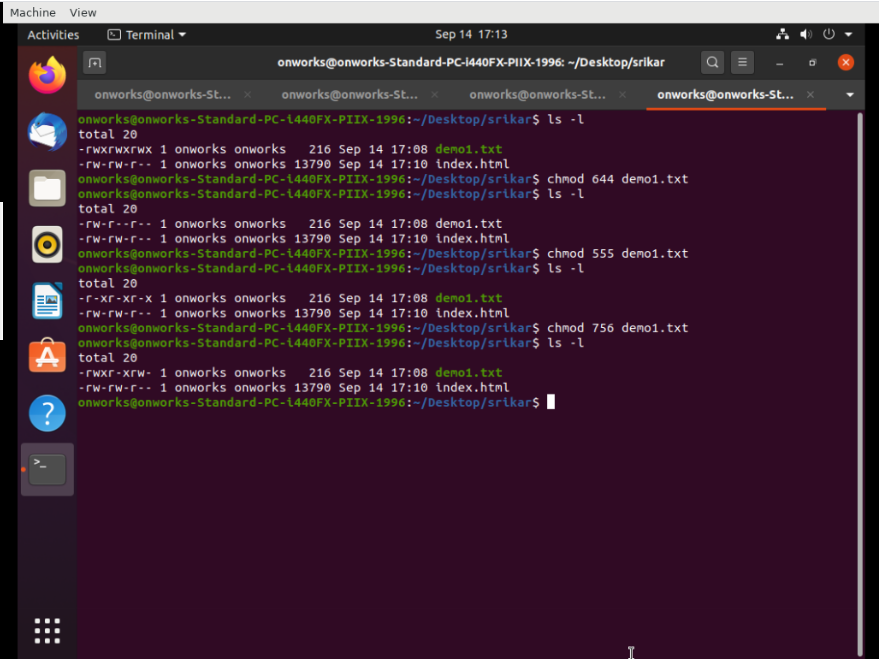 Machine View
Activities Terminal Sep 14 17:13
onworks@onworks-Standard-PC-i440FX-PIIX-1996: ~/Desktop/srikar
onworks@onworks-St... × onworks@onworks-St... × onworks@onworks-St... × onworks@onworks-St... ×
onworks@onworks-Standard-PC-i440FX-PIIX-1996:~/Desktop/srikar$ ls -l
total 20
-rwxrwxrwx 1 onworks onworks   216 Sep 14 17:08 demo1.txt
-rw-rw-r-- 1 onworks onworks 13790 Sep 14 17:10 index.html
onworks@onworks-Standard-PC-i440FX-PIIX-1996:~/Desktop/srikar$ chmod 644 demo1.txt
onworks@onworks-Standard-PC-i440FX-PIIX-1996:~/Desktop/srikar$ ls -l
total 20
-rw-r--r-- 1 onworks onworks   216 Sep 14 17:08 demo1.txt
-rw-rw-r-- 1 onworks onworks 13790 Sep 14 17:10 index.html
onworks@onworks-Standard-PC-i440FX-PIIX-1996:~/Desktop/srikar$ chmod 555 demo1.txt
onworks@onworks-Standard-PC-i440FX-PIIX-1996:~/Desktop/srikar$ ls -l
total 20
-r-xr-xr-x 1 onworks onworks   216 Sep 14 17:08 demo1.txt
-rw-rw-r-- 1 onworks onworks 13790 Sep 14 17:10 index.html
onworks@onworks-Standard-PC-i440FX-PIIX-1996:~/Desktop/srikar$ chmod 756 demo1.txt
onworks@onworks-Standard-PC-i440FX-PIIX-1996:~/Desktop/srikar$ ls -l
total 20
-rwxr-xrw- 1 onworks onworks   216 Sep 14 17:08 demo1.txt
-rw-rw-r-- 1 onworks onworks 13790 Sep 14 17:10 index.html
onworks@onworks-Standard-PC-i440FX-PIIX-1996:~/Desktop/srikar$